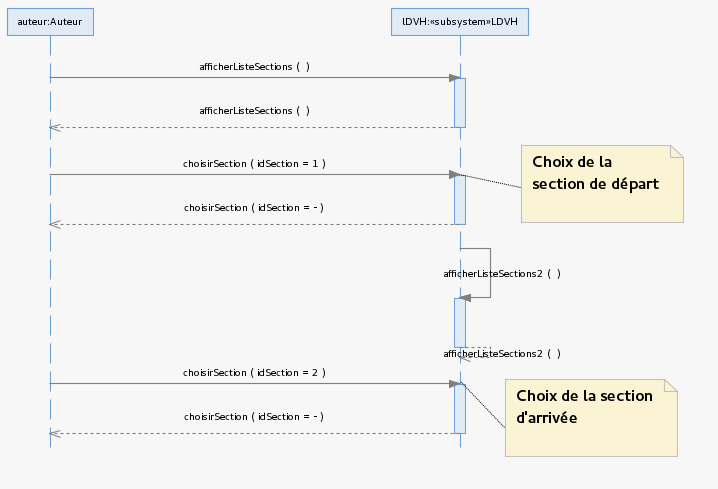 auteur:Auteur
lDVH:«subsystem»LDVH
afficherListeSections ( )
afficherListeSections ( )
choisirSection ( idSection = 1 )
Choix de la
section de départ
choisirSection ( idSection = - )
afficherListeSections2 ( )
afficherListeSections2 ( )
choisirSection ( idSection = 2 )
Choix de la section
d'arrivée
choisirSection ( idSection = - )